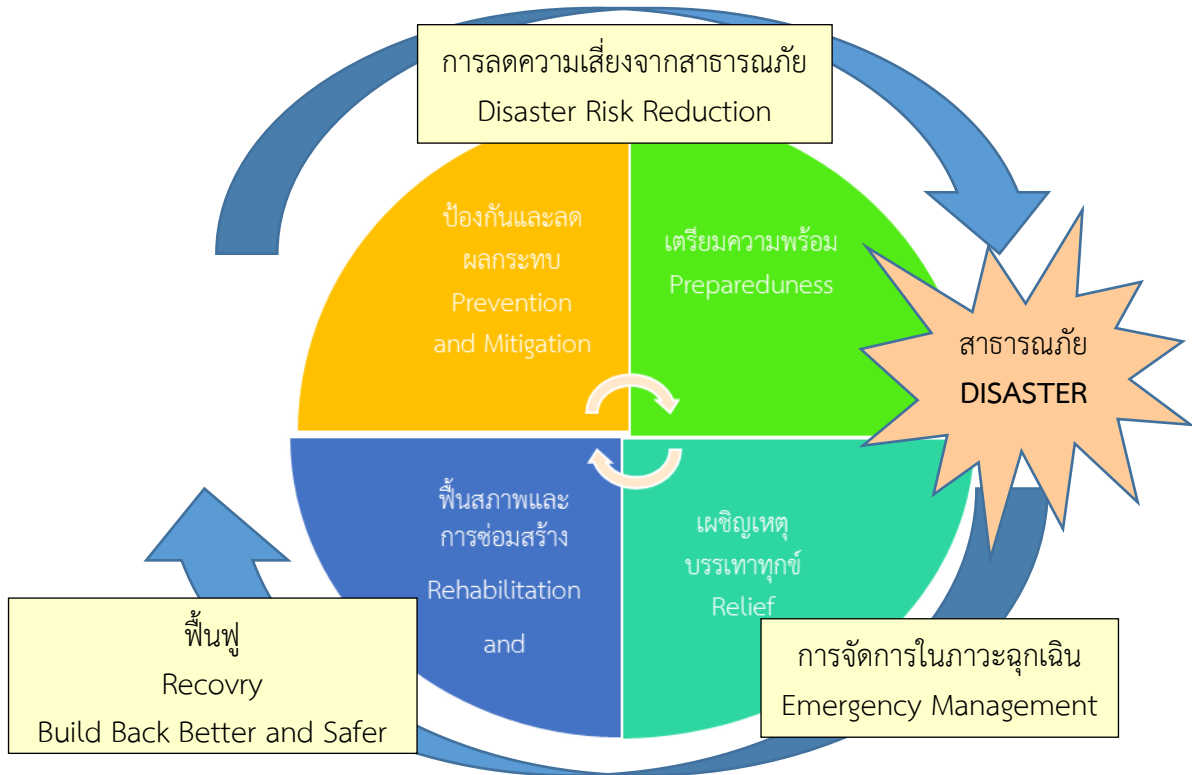 การลดความเสี่ยงจากสาธารณภัย
Disaster Risk Reduction
ป้องกันและลด
ผลกระทบ
Prevention
and Mitigation
เตรียมความพร้อม
Prepareduness
สาธารณภัย
DISASTER
ฟื้นสภาพและ
การซ่อมสร้าง
Rehabilitation
and
เผชิญเหตุ
บรรเทาทุกข์
Relief
ฟื้นฟู
Recovry
Build Back Better and Safer
การจัดการในภาวะฉุกเฉิน
Emergency Management